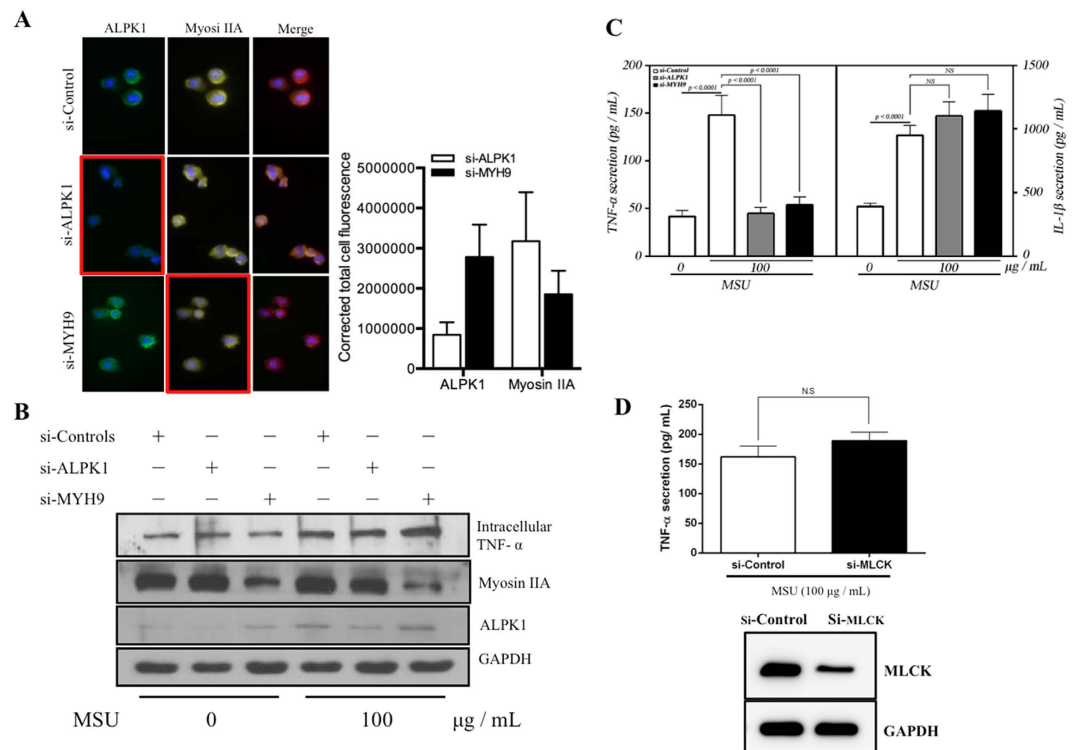 A
ALPK1 Myosi IIA Merge
si-Control
si-ALPK1
si-MYH9
Corrected total cell fluorescence
5000000
4000000
3000000
2000000
1000000
0
si-ALPK1
si-MYH9
ALPK1 Myosin IIA
B
si-Controls + − − + − −
si-ALPK1 − + − − + −
si-MYH9 − − + − − +
Intracellular
TNF- α
Myosin IIA
ALPK1
GAPDH
MSU 0 100 μg / mL
C
TNF-α secretion (pg / mL)
200
150
100
50
0
si-Control
si-ALPK1
si-MYH9
p < 0.0001
p < 0.0001
p < 0.0001
NS
NS
p < 0.0001
1500
1000
500
0
IL-1β secretion (pg / mL)
0 100 0 100 μg / mL
MSU MSU
D
N.S
TNF-α secretion (pg/ mL)
250
200
150
100
50
0
si-Control si-MLCK
MSU (100 μg / mL)
Si-Control Si-MLCK
MLCK
GAPDH